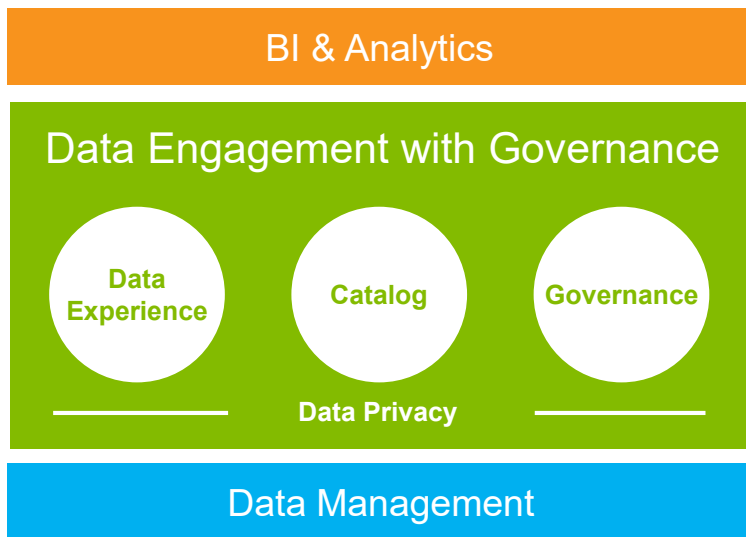 BI & Analytics
Data Engagement with Governance
Data
Experience
Catalog
Governance
Data Privacy
Data Management